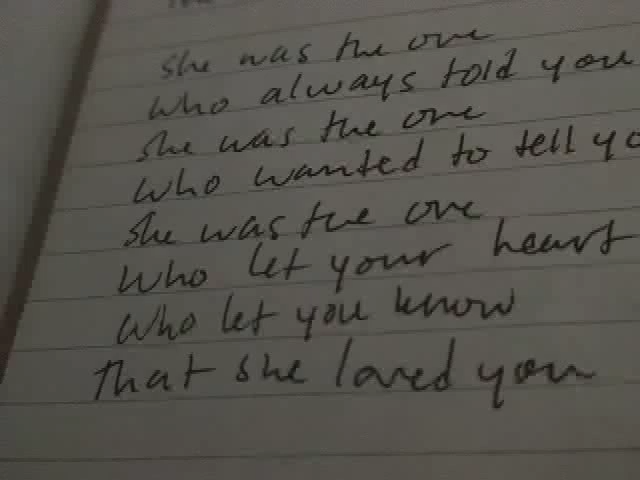 she was the one
who always told you
she was the one
who wanted to tell yo
she was the one
who let your heart
who let you know
that she loved you